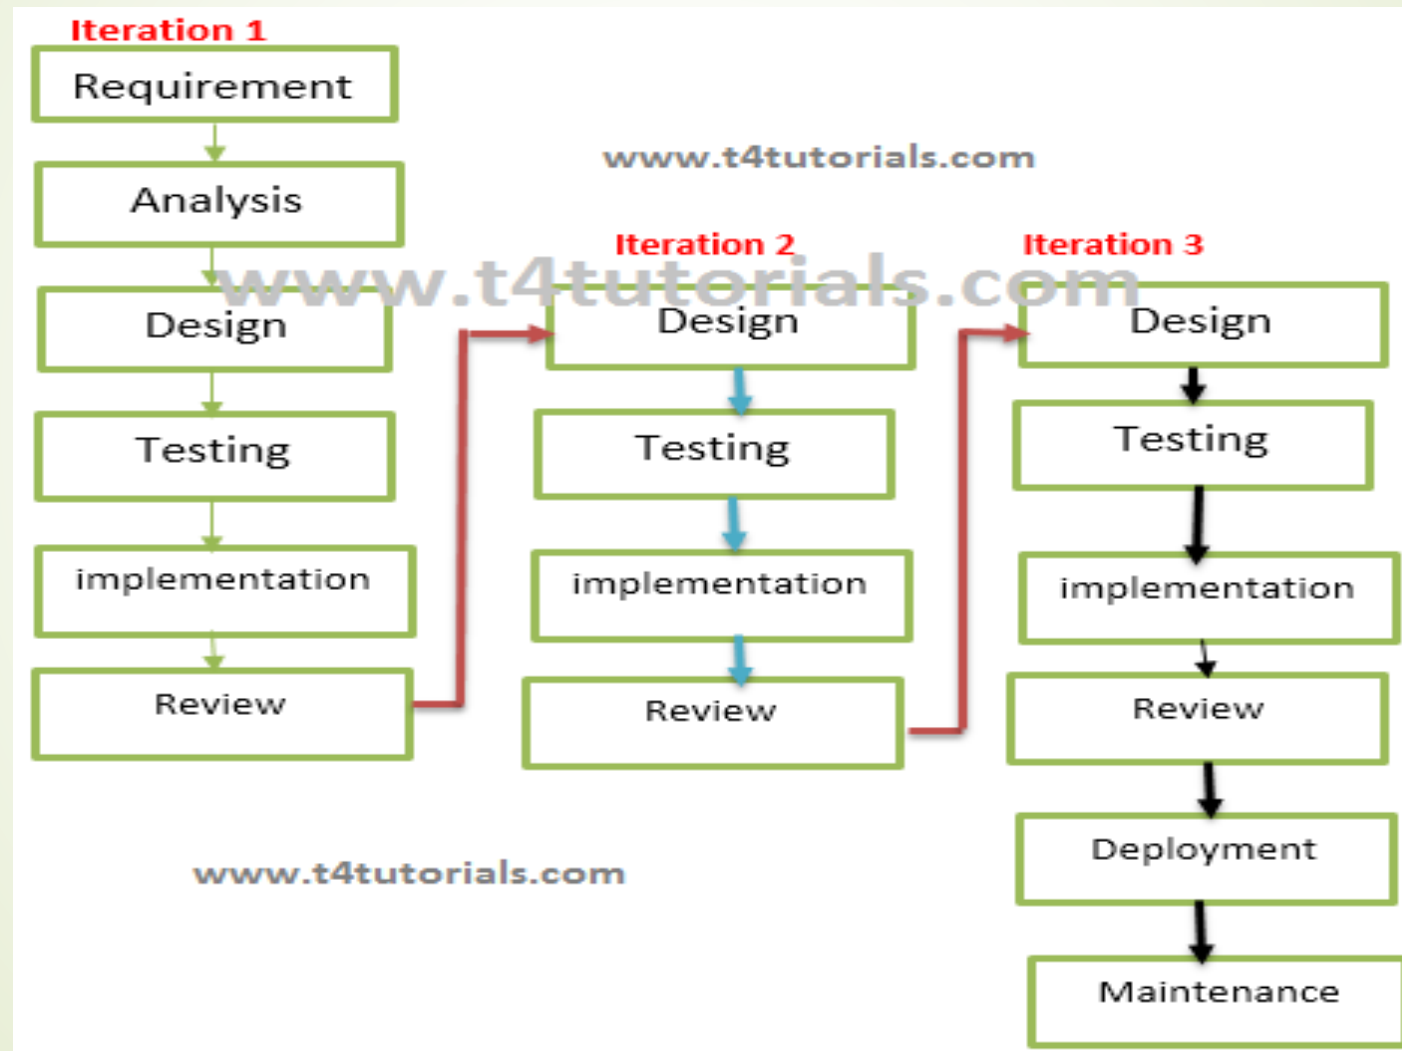 Iteration 1
Requirement
Analysis
Design
Testing
implementation
Review
www.t4tutorials.com
www.t4tutorials.com
Iteration 2
Design
Testing
implementation
Review
Iteration 3
Design
Testing
implementation
Review
Deployment
Maintenance
www.t4tutorials.com